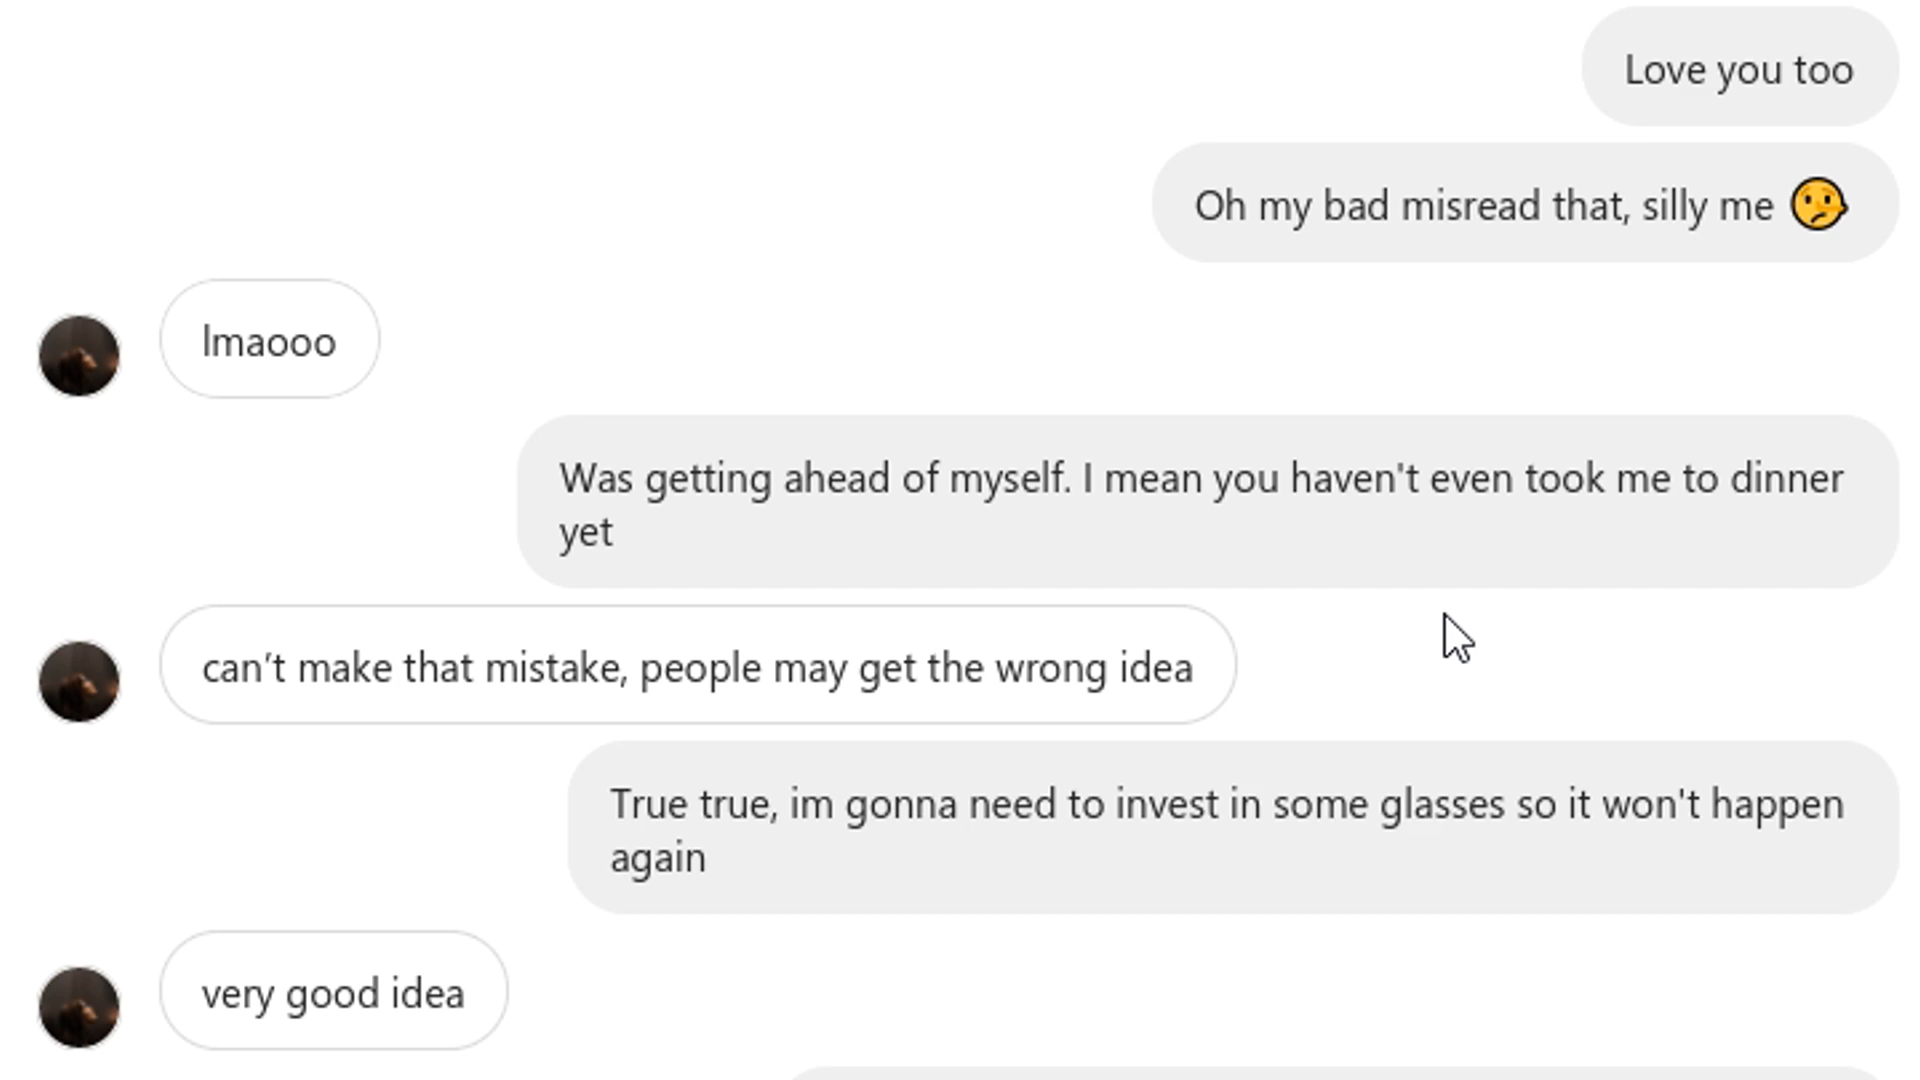 Love you too
Oh my bad misread that, silly me 🤥
lmaooo
Was getting ahead of myself. I mean you haven't even took me to dinner
yet
can’t make that mistake, people may get the wrong idea
True true, im gonna need to invest in some glasses so it won't happen
again
very good idea